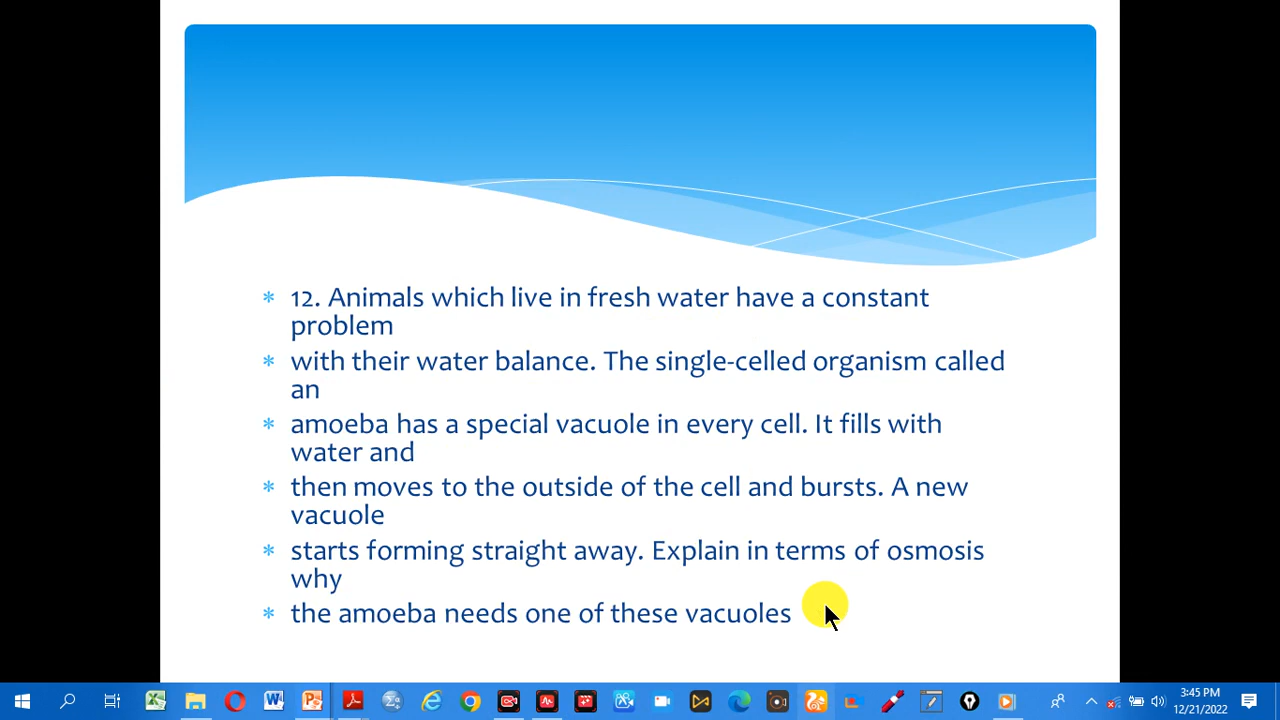 * 12. Animals which live in fresh water have a constant
problem
* with their water balance. The single-celled organism called
an
* amoeba has a special vacuole in every cell. It fills with
water and
* then moves to the outside of the cell and bursts. A new
vacuole
* starts forming straight away. Explain in terms of osmosis
why
* the amoeba needs one of these vacuoles
3:45 PM
12/21/2022